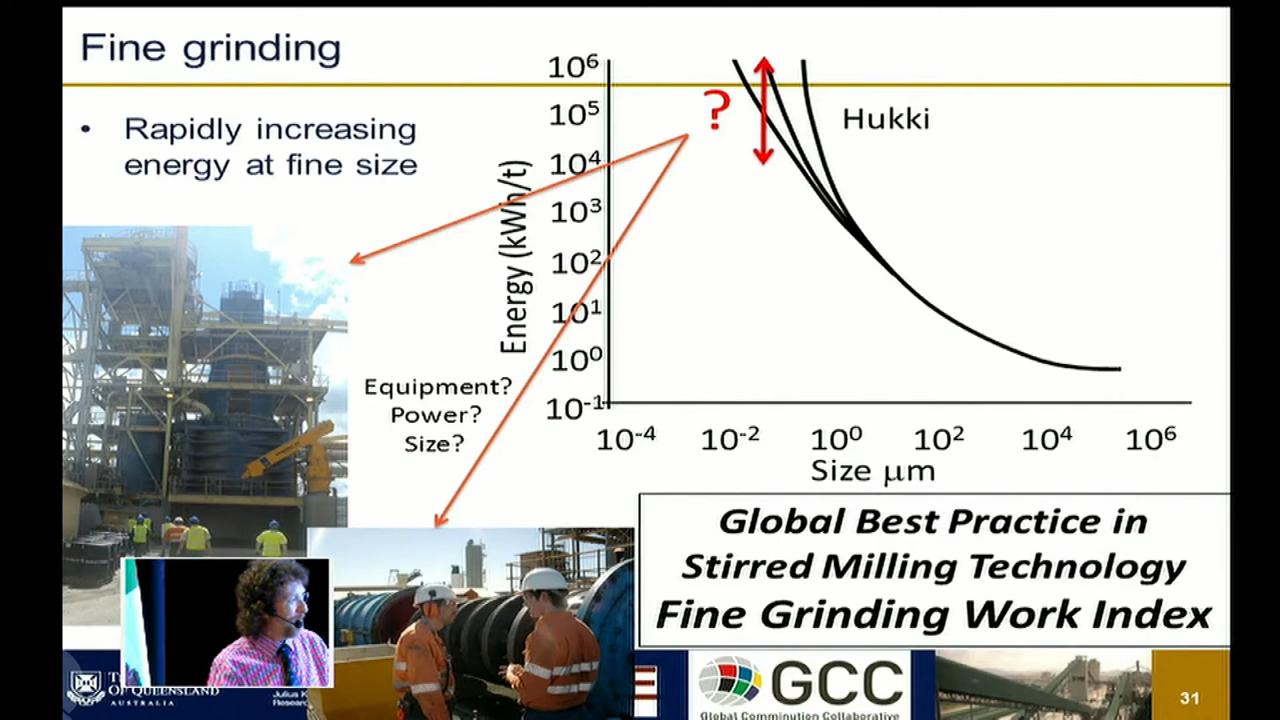 Fine grinding
• Rapidly increasing
energy at fine size
10⁶
10⁵
10⁴
10³
10²
10¹
10⁰
10⁻¹
Energy (kWh/t)
?
Hukki
10⁻⁴ 10⁻² 10⁰ 10² 10⁴ 10⁶
Size μm
Equipment?
Power?
Size?
Global Best Practice in
Stirred Milling Technology
Fine Grinding Work Index
OF QUEENSLAND
AUSTRALIA
GCC
Global Comminution Collaborative
31